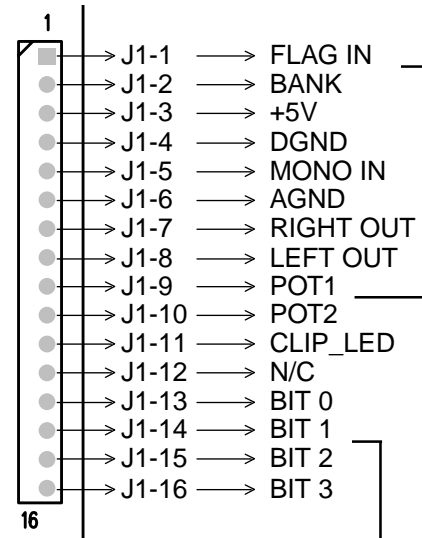 1
J1-1 FLAG IN
J1-2 BANK
J1-3 +5V
J1-4 DGND
J1-5 MONO IN
J1-6 AGND
J1-7 RIGHT OUT
J1-8 LEFT OUT
J1-9 POT1
J1-10 POT2
J1-11 CLIP_LED
J1-12 N/C
J1-13 BIT 0
J1-14 BIT 1
J1-15 BIT 2
J1-16 BIT 3
16